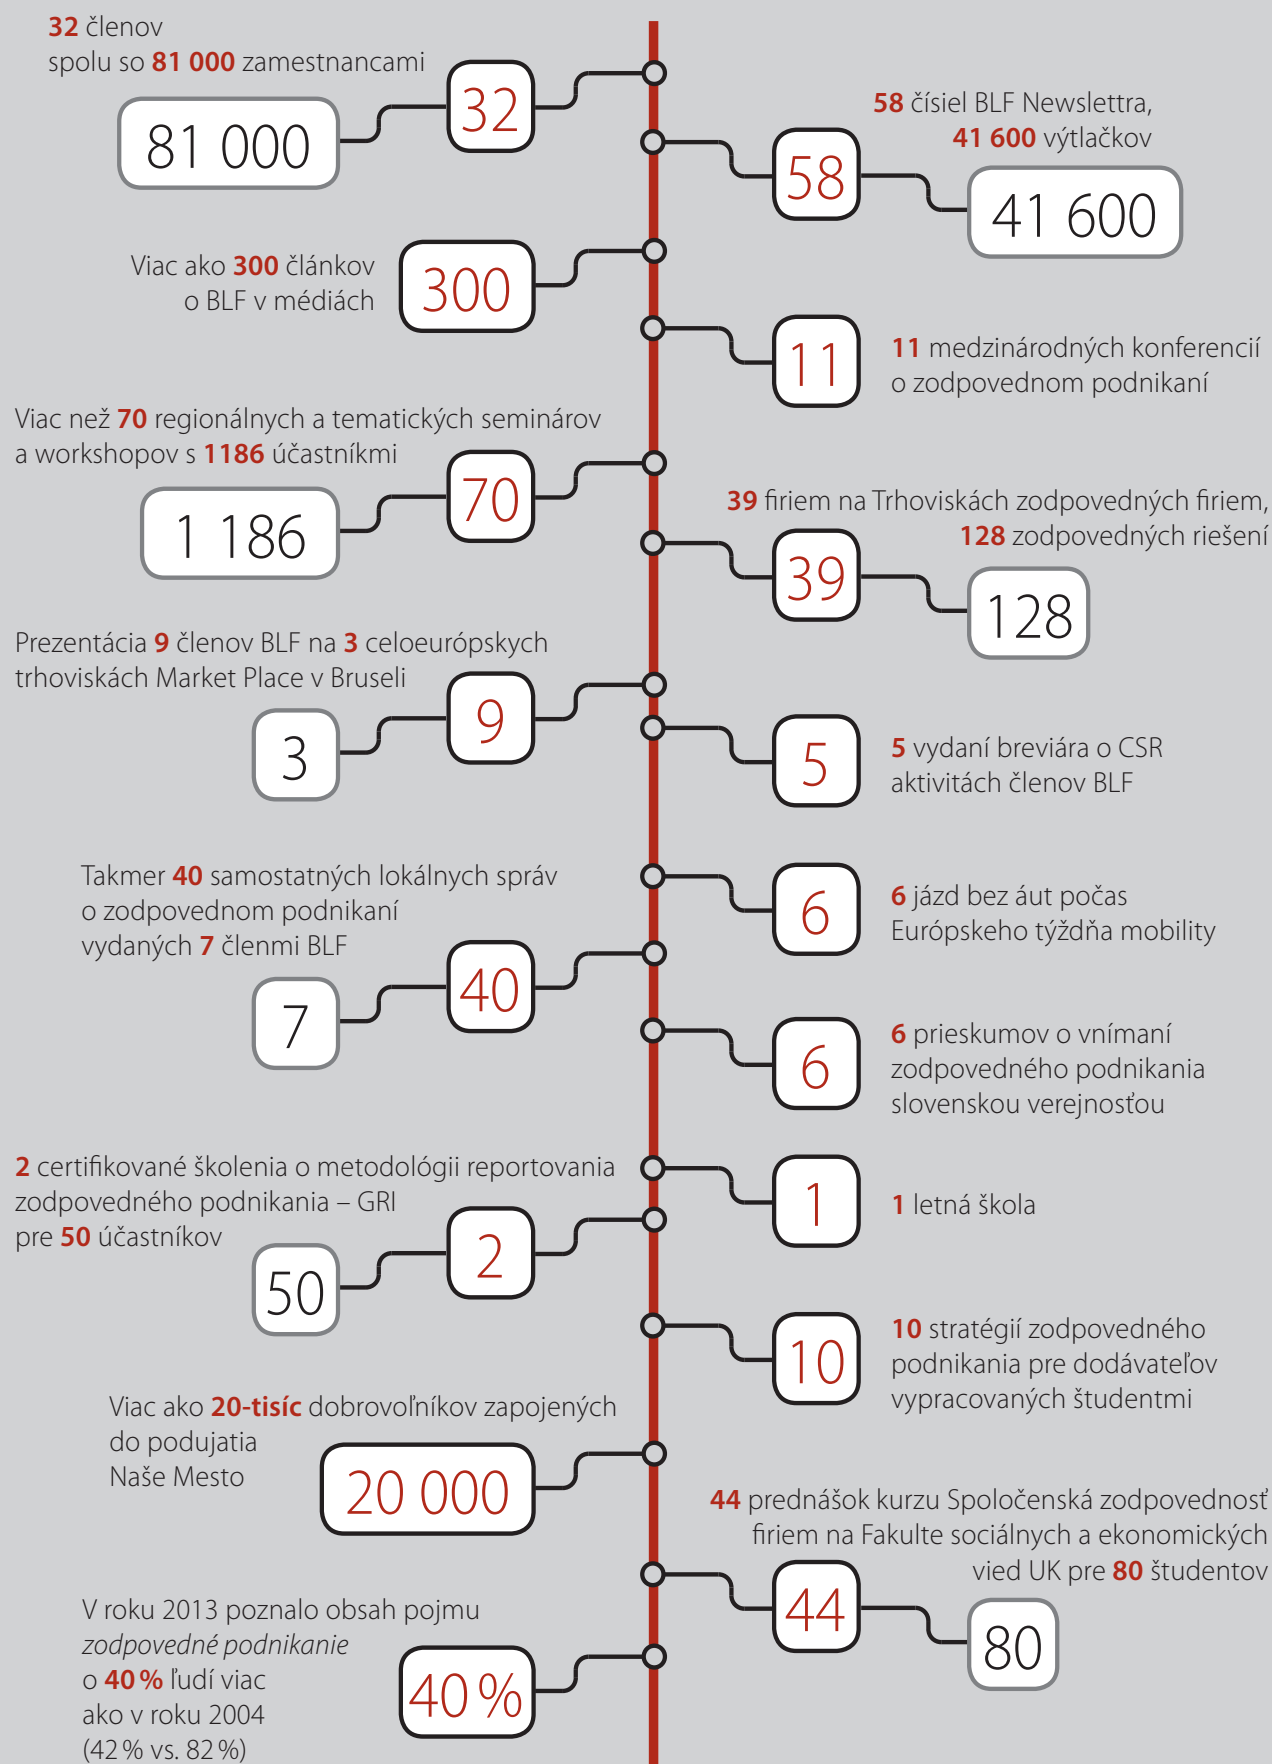 32 členov
spolu so 81 000 zamestnancami
32
81 000
58 čísiel BLF Newslettra,
41 600 výtlačkov
58
41 600
Viac ako 300 článkov
o BLF v médiách
300
11
11 medzinárodných konferencií
o zodpovednom podnikaní
Viac než 70 regionálnych a tematických seminárov
a workshopov s 1186 účastníkmi
70
1 186
39 firiem na Trhoviskách zodpovedných firiem,
128 zodpovedných riešení
39
128
Prezentácia 9 členov BLF na 3 celoeurópskych
trhoviskách Market Place v Bruseli
9
3
5
5 vydaní breviára o CSR
aktivitách členov BLF
Takmer 40 samostatných lokálnych správ
o zodpovednom podnikaní
vydaných 7 členmi BLF
40
7
6
6 jázd bez áut počas
Európskeho týždňa mobility
6
6 prieskumov o vnímaní
zodpovedného podnikania
slovenskou verejnosťou
2 certifikované školenia o metodológii reportovania
zodpovedného podnikania – GRI
pre 50 účastníkov
2
50
1
1 letná škola
10
10 stratégií zodpovedného
podnikania pre dodávateľov
vypracovaných študentmi
Viac ako 20-tisíc dobrovoľníkov zapojených
do podujatia
Naše Mesto
20 000
44 prednášok kurzu Spoločenská zodpovednosť
firiem na Fakulte sociálnych a ekonomických
vied UK pre 80 študentov
44
80
V roku 2013 poznalo obsah pojmu
zodpovedné podnikanie
o 40 % ľudí viac
ako v roku 2004
(42 % vs. 82 %)
40 %